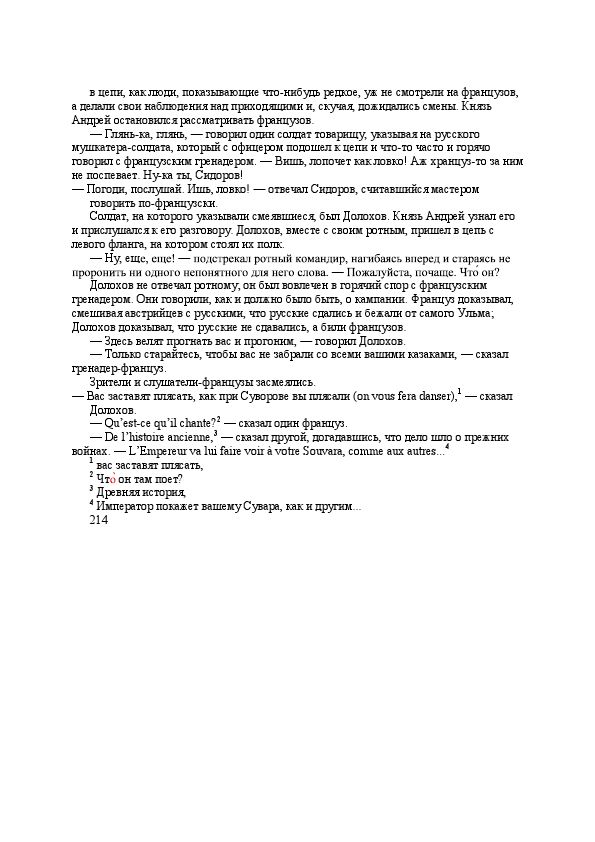 в цепи, как люди, показывающие что-нибудь редкое, уж не смотрели на французов,
а делали свои наблюдения над приходящими и, скучая, дожидались смены. Князь
Андрей остановился рассматривать французов.
— Глянь-ка, глянь, — говорил один солдат товарищу, указывая на русского
мушкатера-солдата, который с офицером подошел к цепи и что-то часто и горячо
говорил с французским гренадером. — Вишь, лопочет как ловко! Аж хранцуз-то за ним
не поспевает. Ну-ка ты, Сидоров!
— Погоди, послушай. Ишь, ловко! — отвечал Сидоров, считавшийся мастером
говорить по-французски.
Солдат, на которого указывали смеявшиеся, был Долохов. Князь Андрей узнал его
и прислушался к его разговору. Долохов, вместе с своим ротным, пришел в цепь с
левого фланга, на котором стоял их полк.
— Ну, еще, еще! — подстрекал ротный командир, нагибаясь вперед и стараясь не
проронить ни одного непонятного для него слова. — Пожалуйста, почаще. Что́ он?
Долохов не отвечал ротному; он был вовлечен в горячий спор с французским
гренадером. Они говорили, как и должно было быть, о кампании. Француз доказывал,
смешивая австрийцев с русскими, что русские сдались и бежали от самого Ульма;
Долохов доказывал, что русские не сдавались, а били французов.
— Здесь велят прогнать вас и прогоним, — говорил Долохов.
— Только старайтесь, чтобы вас не забрали со всеми вашими казаками, — сказал
гренадер-француз.
Зрители и слушатели-французы засмеялись.
— Вас заставят плясать, как при Суворове вы плясали (on vous fera danser),1 — сказал
Долохов.
— Qu’est-ce qu’il chante?2 — сказал один француз.
— De l’histoire ancienne,3 — сказал другой, догадавшись, что дело шло о прежних
войнах. — L’Empereur va lui faire voir à votre Souvara, comme aux autres...4
1 вас заставят плясать,
2 Что́ он там поет?
3 Древняя история,
4 Император покажет вашему Сувара, как и другим...
214